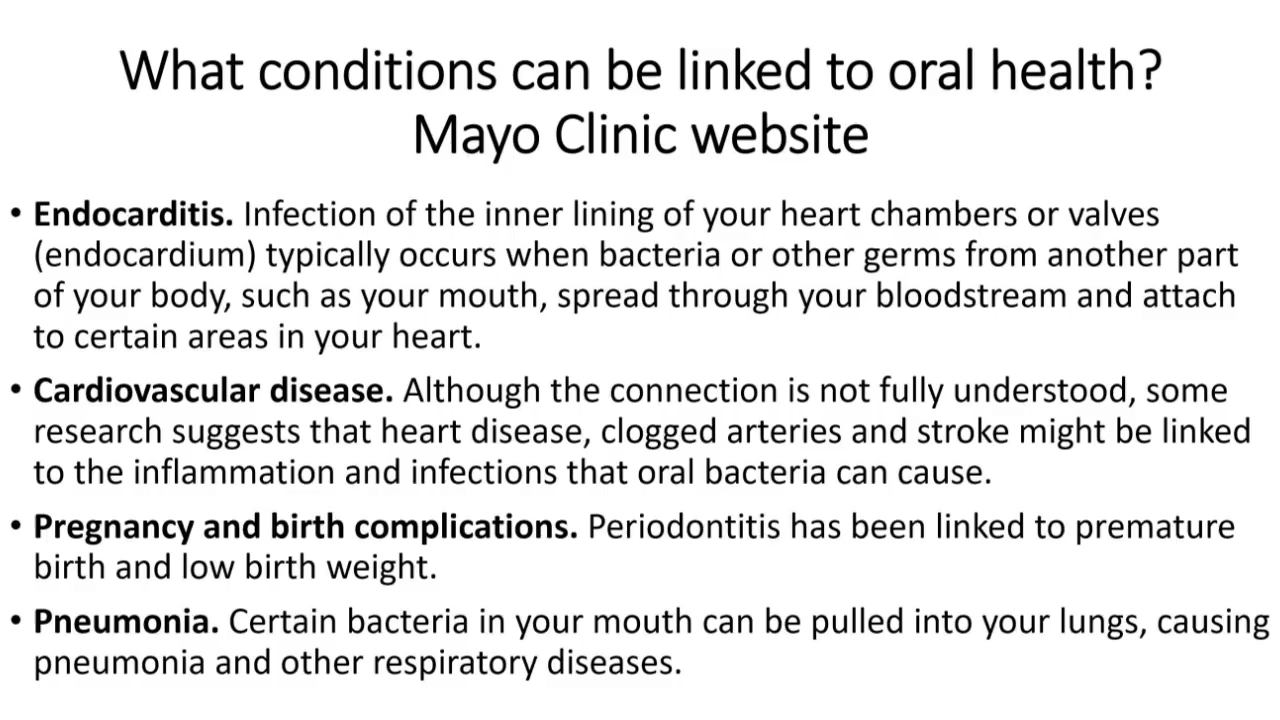 What conditions can be linked to oral health?
Mayo Clinic website
• Endocarditis. Infection of the inner lining of your heart chambers or valves
(endocardium) typically occurs when bacteria or other germs from another part
of your body, such as your mouth, spread through your bloodstream and attach
to certain areas in your heart.
• Cardiovascular disease. Although the connection is not fully understood, some
research suggests that heart disease, clogged arteries and stroke might be linked
to the inflammation and infections that oral bacteria can cause.
• Pregnancy and birth complications. Periodontitis has been linked to premature
birth and low birth weight.
• Pneumonia. Certain bacteria in your mouth can be pulled into your lungs, causing
pneumonia and other respiratory diseases.